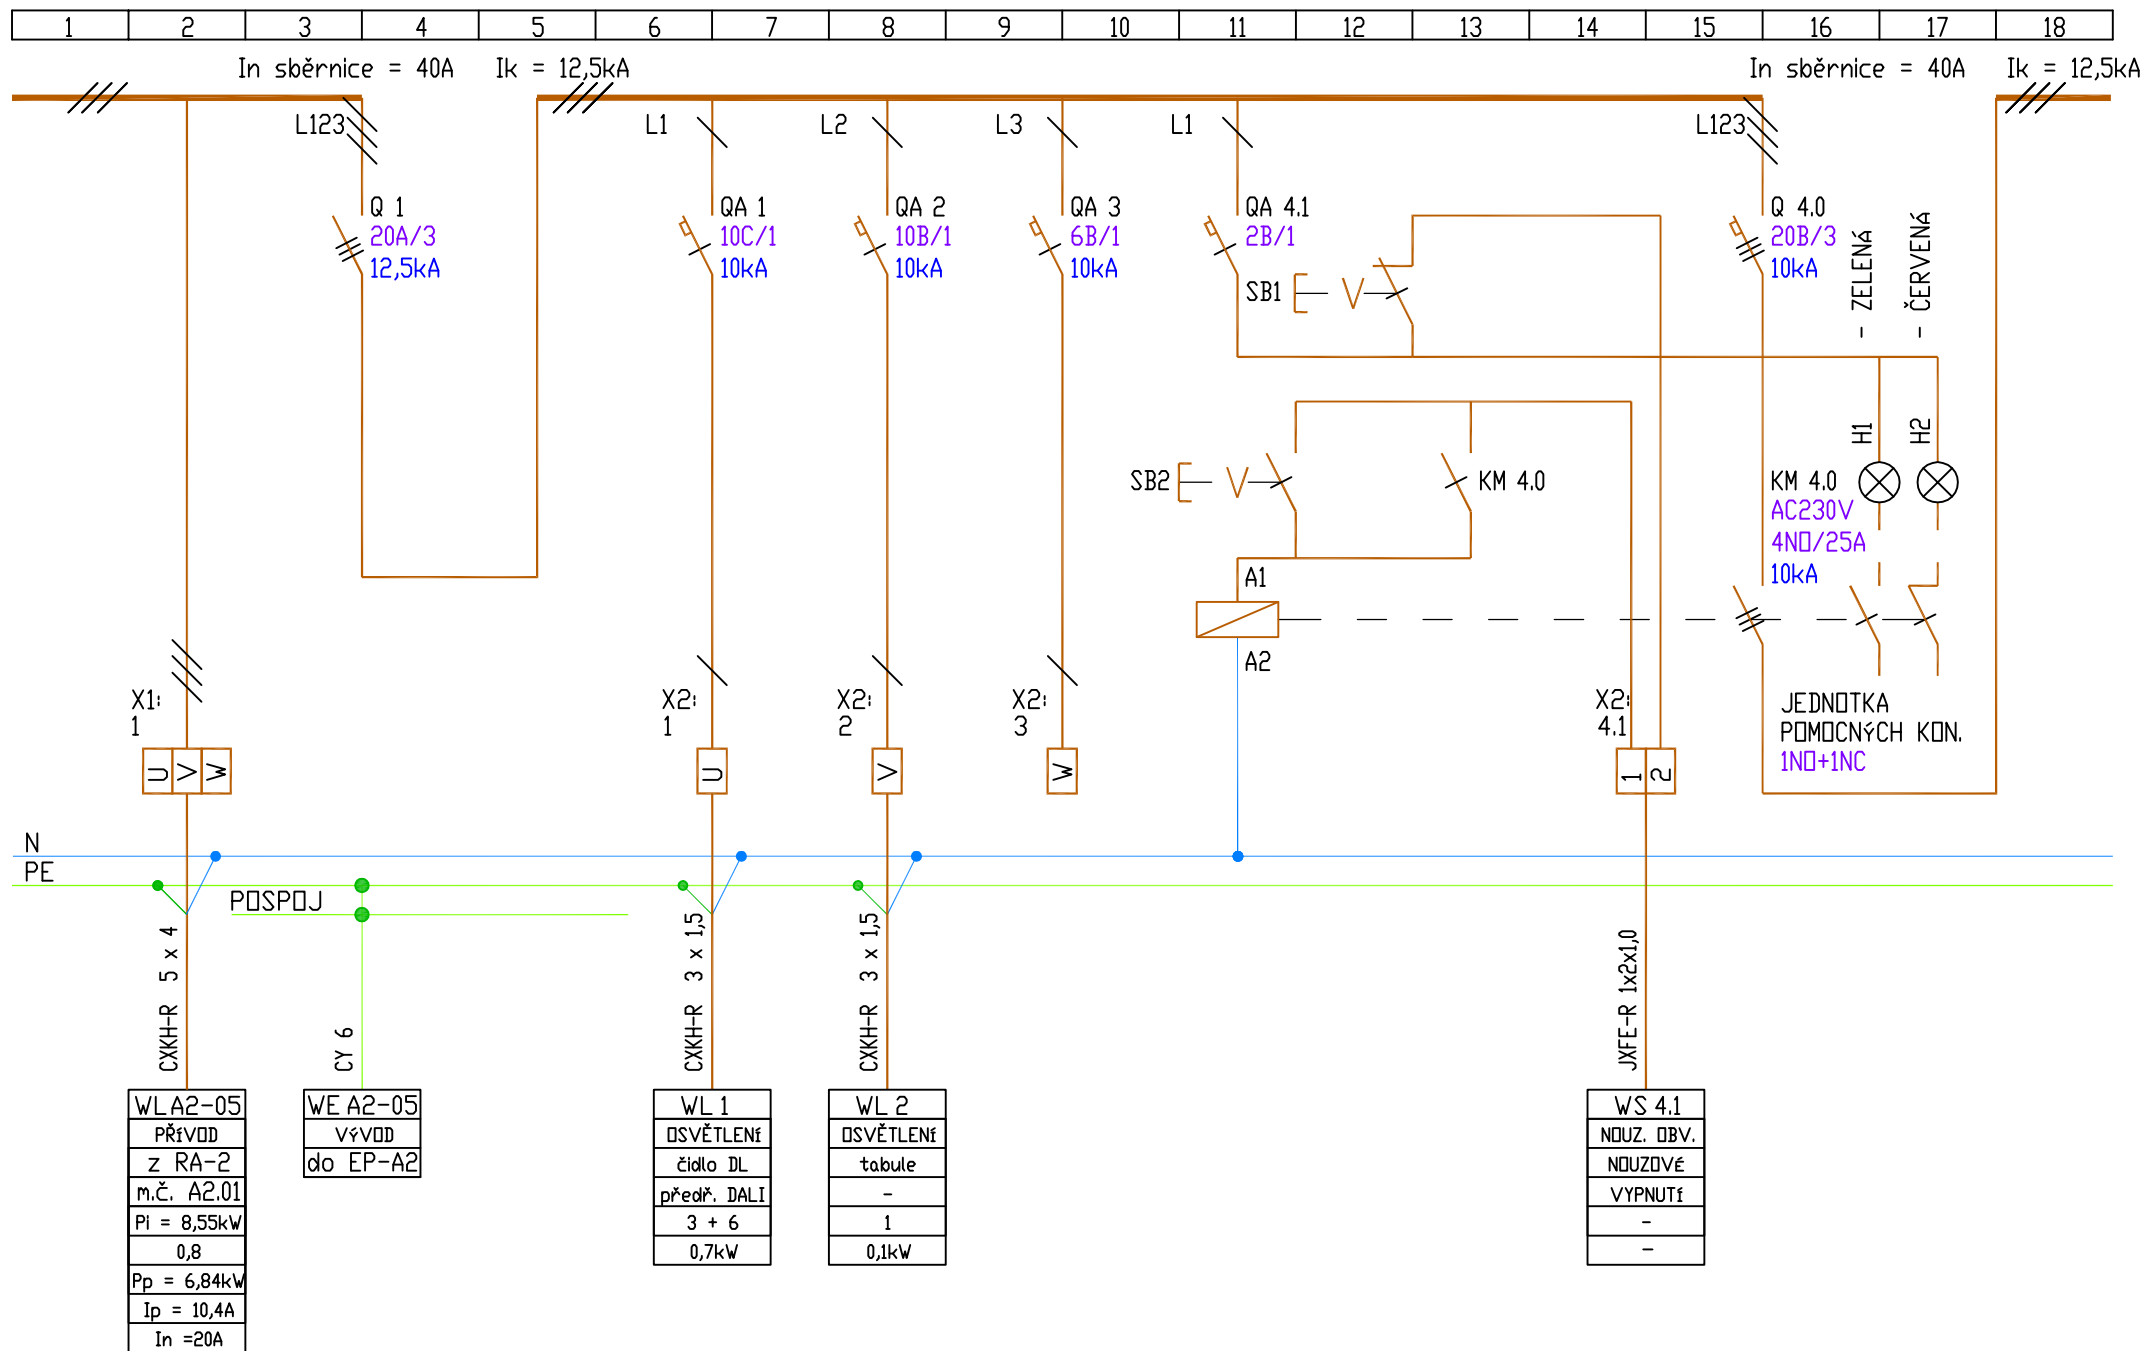 1 2 3 4 5 6 7 8 9 10 11 12 13 14 15 16 17 18
In sběrnice = 40A Ik = 12,5kA In sběrnice = 40A Ik = 12,5kA
L123 L1 L2 L3 L1 L123
Q 1
20A/3
12,5kA
QA 1
10C/1
10kA
QA 2
10B/1
10kA
QA 3
6B/1
10kA
QA 4.1
2B/1
SB1
Q 4.0
20B/3
10kA
- ZELENÁ
- ČERVENÁ
H1
H2
SB2
KM 4.0
KM 4.0
AC230V
4NO/25A
10kA
A1
A2
X1:
1
X2:
1
X2:
2
X2:
3
X2:
4.1
JEDNOTKA
POMOCNÝCH KON.
1NO+1NC
U V W
U
V
W
1 2
N
PE
POSPOJ
CXKH-R 5 x 4
CY 6
CXKH-R 3 x 1,5
CXKH-R 3 x 1,5
JXFE-R 1x2x1,0
WL A2-05
PŘÍVOD
z RA-2
m.č. A2.01
Pi = 8,55kW
0,8
Pp = 6,84kW
Ip = 10,4A
In =20A
WE A2-05
VÝVOD
do EP-A2
WL 1
OSVĚTLENÍ
čidlo DL
předř. DALI
3 + 6
0,7kW
WL 2
OSVĚTLENÍ
tabule
-
1
0,1kW
WS 4.1
NOUZ. OBV.
NOUZOVÉ
VYPNUTÍ
-
-